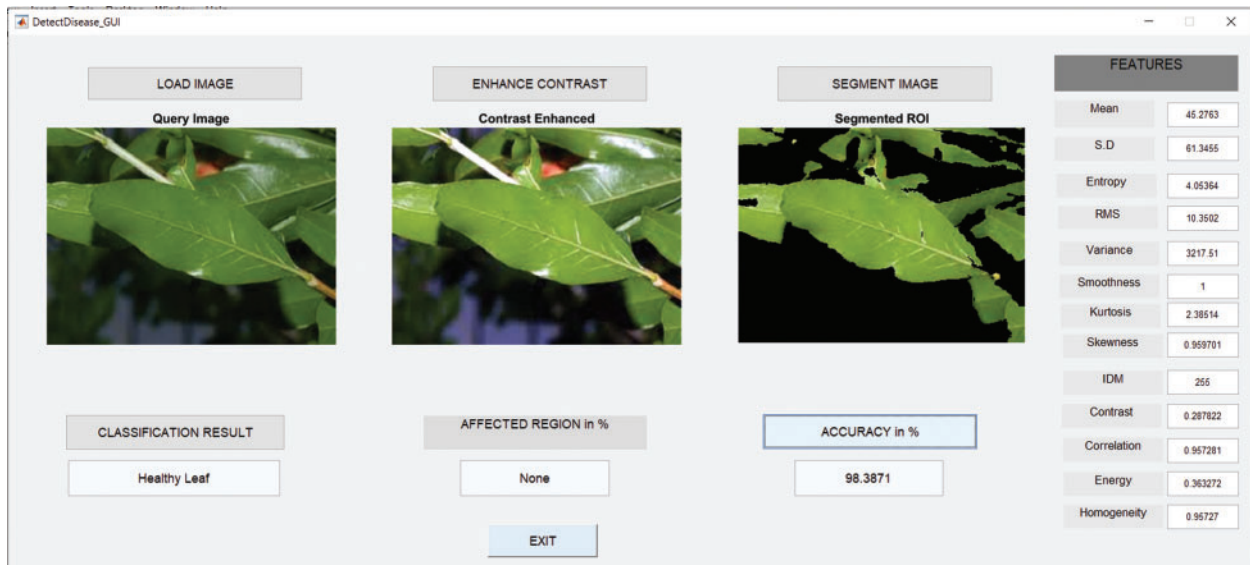 DetectDisease_GUI
LOAD IMAGE
ENHANCE CONTRAST
SEGMENT IMAGE
Query Image
Contrast Enhanced
Segmented ROI
CLASSIFICATION RESULT
AFFECTED REGION in %
ACCURACY in %
Healthy Leaf
None
98.3871
EXIT
FEATURES
Mean 45.2763
S.D 61.3455
Entropy 4.05364
RMS 10.3502
Variance 3217.51
Smoothness 1
Kurtosis 2.38514
Skewness 0.959701
IDM 255
Contrast 0.287822
Correlation 0.957281
Energy 0.363272
Homogeneity 0.95727